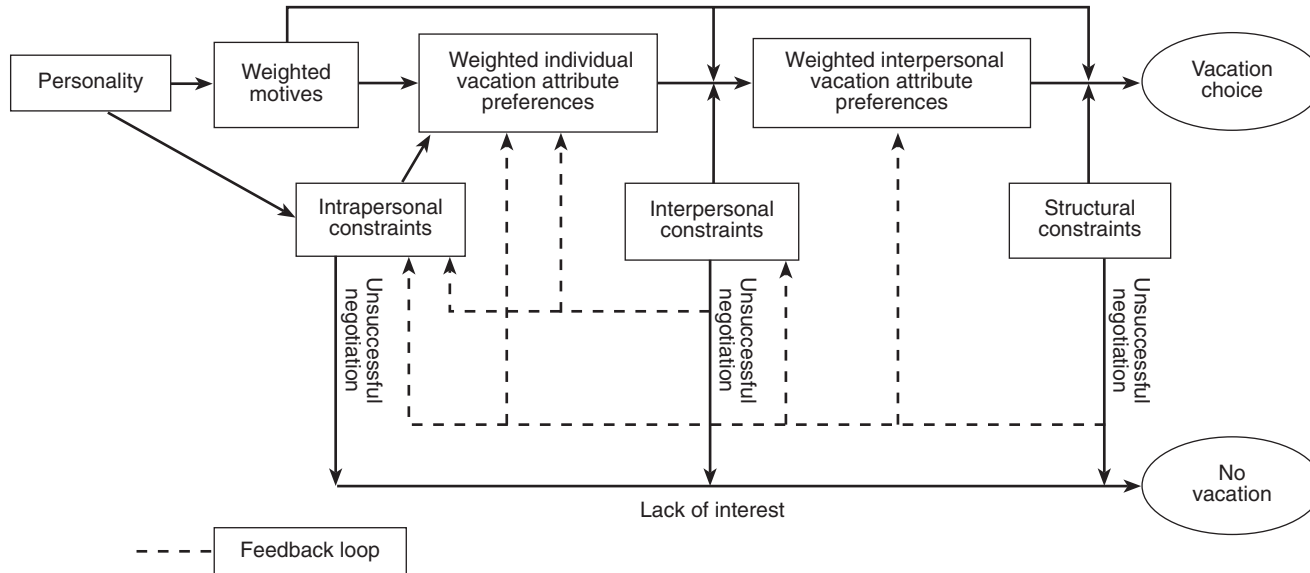 Personality
Weighted
motives
Weighted individual
vacation attribute
preferences
Weighted interpersonal
vacation attribute
preferences
Vacation
choice
Intrapersonal
constraints
Interpersonal
constraints
Structural
constraints
Unsuccessful
negotiation
Unsuccessful
negotiation
Unsuccessful
negotiation
Lack of interest
No
vacation
Feedback loop